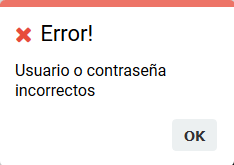 Error!
Usuario o contraseña
incorrectos
OK